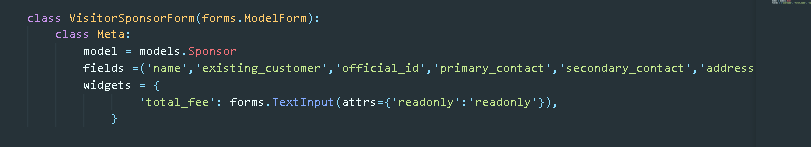 class VisitorSponsorForm(forms.ModelForm):
    class Meta:
        model = models.Sponsor
        fields =('name','existing_customer','official_id','primary_contact','secondary_contact','address
        widgets = {
                'total_fee': forms.TextInput(attrs={'readonly':'readonly'}),
            }